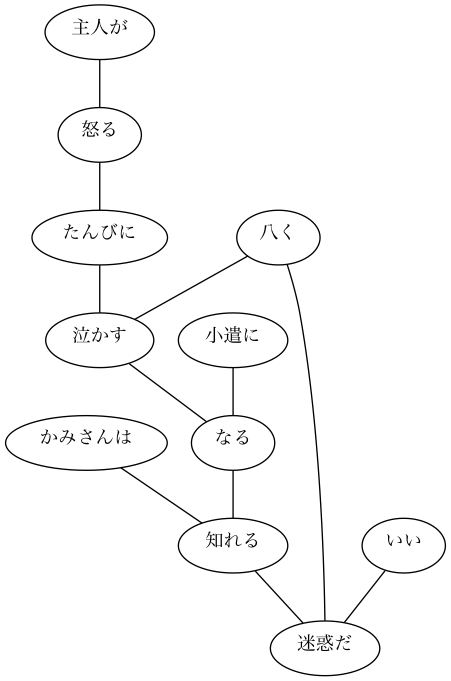 主人が
怒る
たんびに
八く
泣かす
小遣に
かみさんは
なる
知れる
いい
迷惑だ